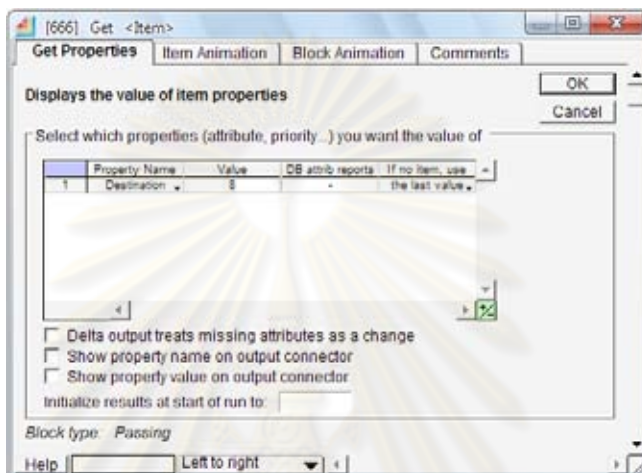 [666] Get <Item>
Get Properties Item Animation Block Animation Comments
OK
Cancel
Displays the value of item properties
Select which properties (attribute, priority...) you want the value of
Property Name Value DB attrib reports If no item, use
1 Destination 8 - the last value
Delta output treats missing attributes as a change
Show property name on output connector
Show property value on output connector
Initialize results at start of run to:
Block type: Passing
Help Left to right